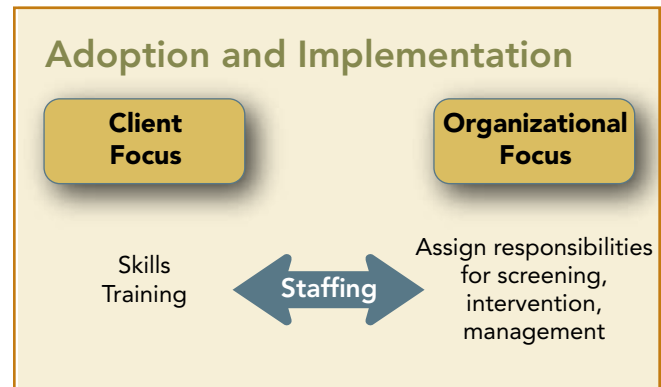 Adoption and Implementation
Client
Focus
Organizational
Focus
Skills
Training
Staffing
Assign responsibilities
for screening,
intervention,
management